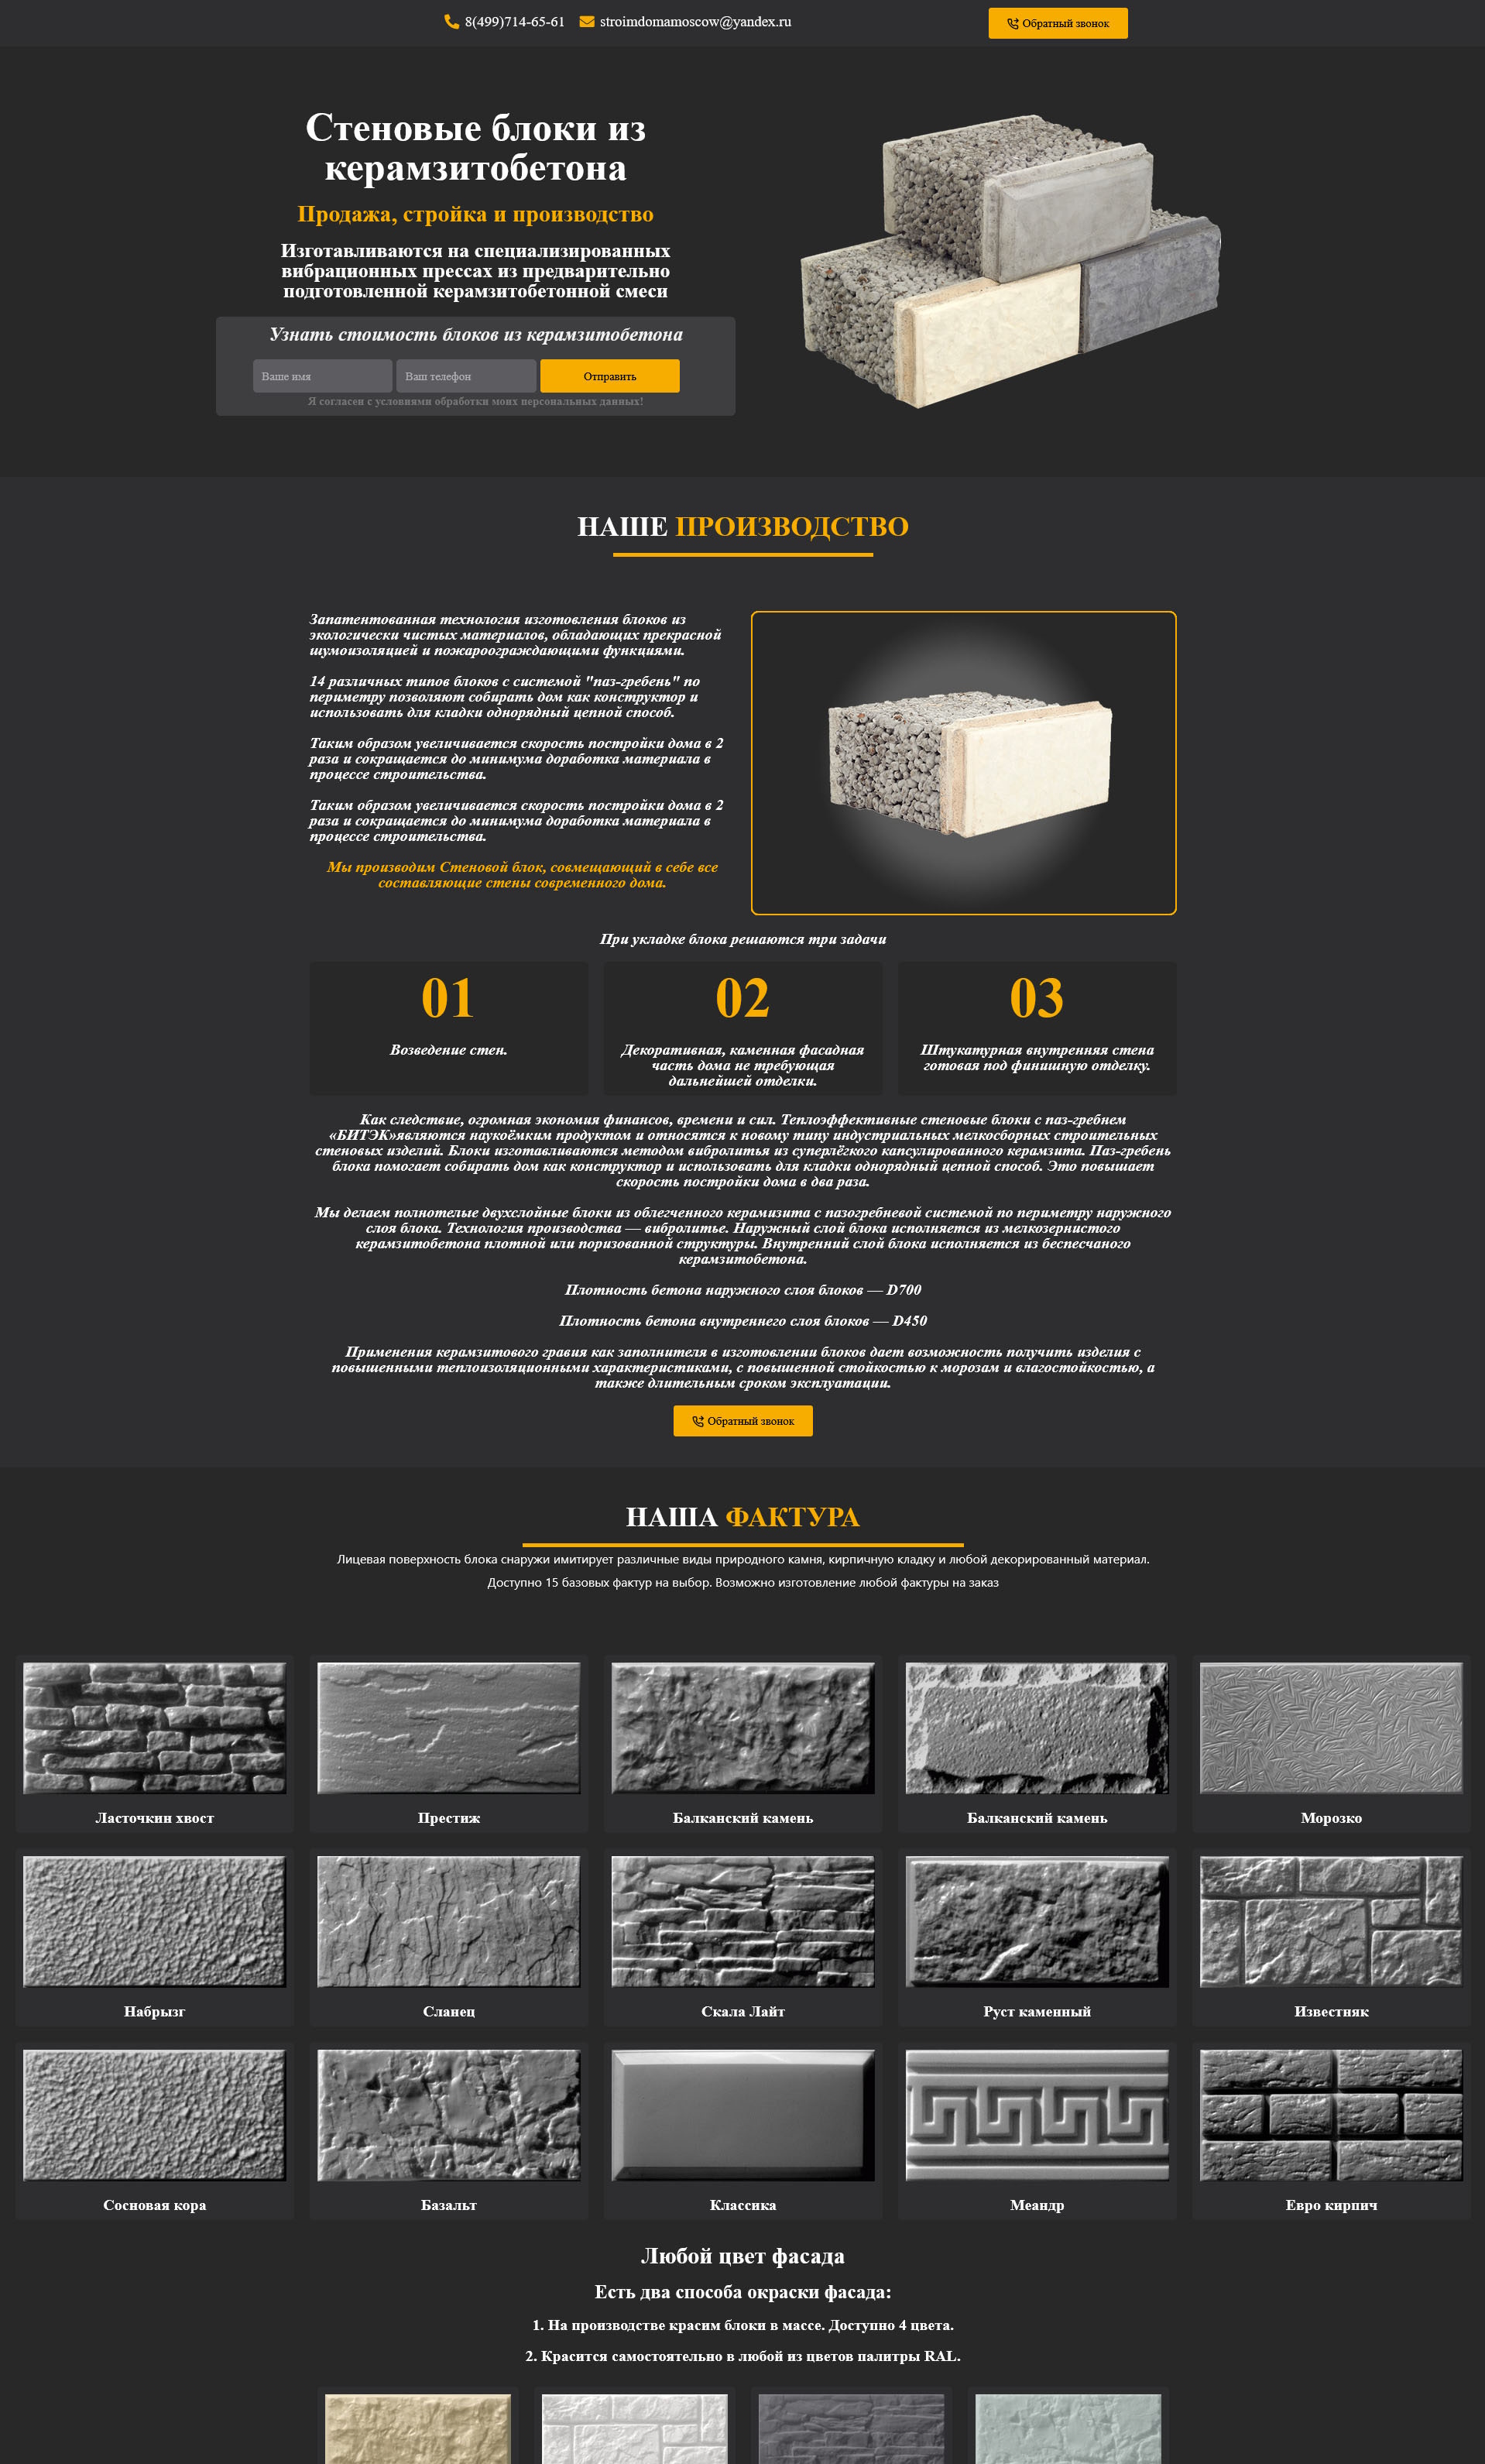 8(499)714-65-61 stroimdomamoscow@yandex.ru Обратный звонок
Стеновые блоки из
керамзитобетона
Продажа, стройка и производство
Изготавливаются на специализированных
вибрационных прессах из предварительно
подготовленной керамзитобетонной смеси
Узнать стоимость блоков из керамзитобетона
Ваше имя Ваш телефон Отправить
Я согласен с условиями обработки моих персональных данных!
НАШЕ ПРОИЗВОДСТВО
Запатентованная технология изготовления блоков из
экологически чистых материалов, обладающих прекрасной
шумоизоляцией и пожароограждающими функциями.
14 различных типов блоков с системой "паз-гребень" по
периметру позволяют собирать дом как конструктор и
использовать для кладки однорядный цепной способ.
Таким образом увеличивается скорость постройки дома в 2
раза и сокращается до минимума доработка материала в
процессе строительства.
Таким образом увеличивается скорость постройки дома в 2
раза и сокращается до минимума доработка материала в
процессе строительства.
Мы производим Стеновой блок, совмещающий в себе все
составляющие стены современного дома.
При укладке блока решаются три задачи
01
Возведение стен.
02
Декоративная, каменная фасадная
часть дома не требующая
дальнейшей отделки.
03
Штукатурная внутренняя стена
готовая под финишную отделку.
Как следствие, огромная экономия финансов, времени и сил. Теплоэффективные стеновые блоки с паз-гребнем
«БИТЭК»являются наукоёмким продуктом и относятся к новому типу индустриальных мелкосборных строительных
стеновых изделий. Блоки изготавливаются методом вибролитья из суперлёгкого капсулированного керамзита. Паз-гребень
блока помогает собирать дом как конструктор и использовать для кладки однорядный цепной способ. Это повышает
скорость постройки дома в два раза.
Мы делаем полнотелые двухслойные блоки из облегченного керамизита с пазогребневой системой по периметру наружного
слоя блока. Технология производства — вибролитье. Наружный слой блока исполняется из мелкозернистого
керамзитобетона плотной или поризованной структуры. Внутренний слой блока исполняется из беспесчаного
керамзитобетона.
Плотность бетона наружного слоя блоков — D700
Плотность бетона внутреннего слоя блоков — D450
Применения керамзитового гравия как заполнителя в изготовлении блоков дает возможность получить изделия с
повышенными теплоизоляционными характеристиками, с повышенной стойкостью к морозам и влагостойкостью, а
также длительным сроком эксплуатации.
Обратный звонок
НАША ФАКТУРА
Лицевая поверхность блока снаружи имитирует различные виды природного камня, кирпичную кладку и любой декорированный материал.
Доступно 15 базовых фактур на выбор. Возможно изготовление любой фактуры на заказ
Ласточкин хвост Престиж Балканский камень Балканский камень Морозко
Набрызг Сланец Скала Лайт Руст каменный Известняк
Сосновая кора Базальт Классика Меандр Евро кирпич
Любой цвет фасада
Есть два способа окраски фасада:
1. На производстве красим блоки в массе. Доступно 4 цвета.
2. Красится самостоятельно в любой из цветов палитры RAL.